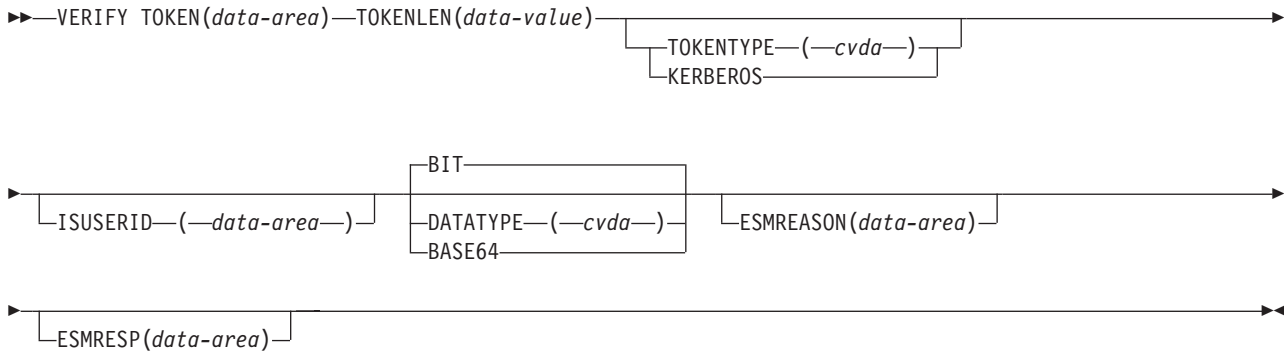 VERIFY TOKEN(data-area) TOKENLEN(data-value)
TOKENTYPE ( cvda )
KERBEROS
ISUSERID ( data-area )
BIT
DATATYPE ( cvda )
BASE64
ESMREASON(data-area)
ESMRESP(data-area)